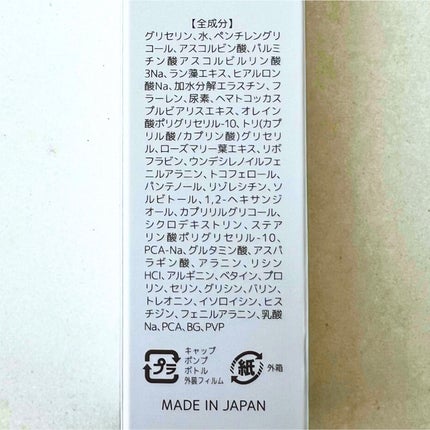 【全成分】
グリセリン、水、ペンチレングリ
コール、アスコルビン酸、パルミ
チン酸アスコルビルリン酸
3Na、ラン藻エキス、ヒアルロン
酸Na、加水分解エラスチン、フ
ラーレン、尿素、ヘマトコッカス
プルビアリスエキス、オレイン
酸ポリグリセリル-10、トリ(カプ
リル酸/カプリン酸)グリセリ
ル、ローズマリー葉エキス、リボ
フラビン、ウンデシレノイルフェ
ニルアラニン、トコフェロール、
パンテノール、リゾレシチン、ソ
ルビトール、1,2-ヘキサンジ
オール、カプリリルグリコール、
シクロデキストリン、ステア
リン酸ポリグリセリル-10、
PCA-Na、グルタミン酸、アスパ
ラギン酸、アラニン、リシン
HCl、アルギニン、ベタイン、プロ
リン、セリン、グリシン、バリン、
トレオニン、イソロイシン、ヒス
チジン、フェニルアラニン、乳酸
Na、PCA、BG、PVP
プラ
キャップ
ポンプ
ボトル
外装フィルム
紙
外箱
MADE IN JAPAN